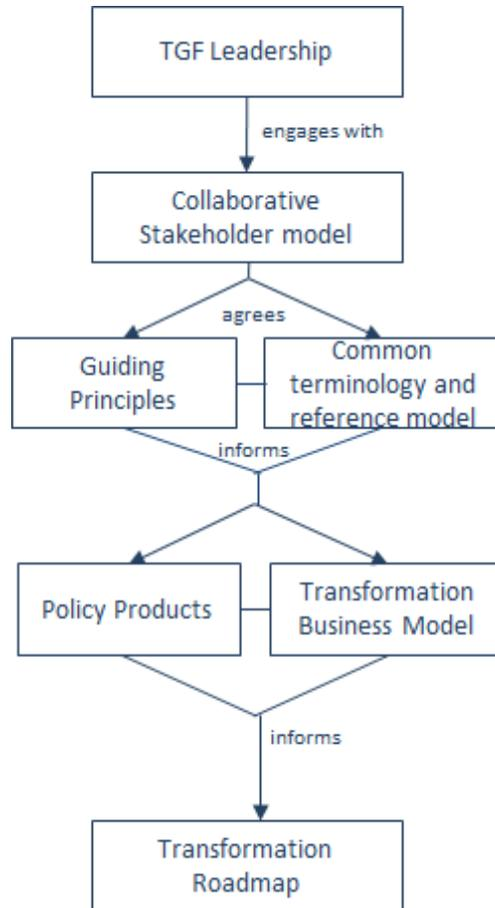 TGF Leadership
engages with
Collaborative
Stakeholder model
agrees
Guiding
Principles
Common
terminology and
reference model
informs
Policy Products
Transformation
Business Model
informs
Transformation
Roadmap